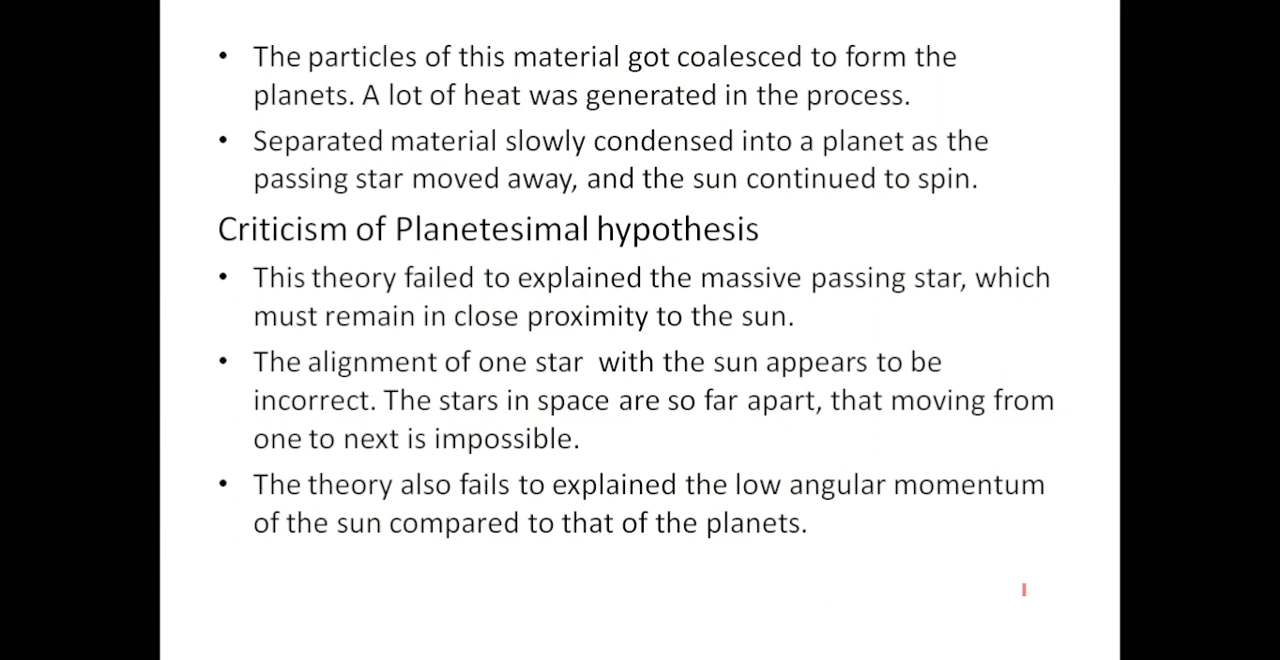 • The particles of this material got coalesced to form the
planets. A lot of heat was generated in the process.
• Separated material slowly condensed into a planet as the
passing star moved away, and the sun continued to spin.
Criticism of Planetesimal hypothesis
• This theory failed to explained the massive passing star, which
must remain in close proximity to the sun.
• The alignment of one star with the sun appears to be
incorrect. The stars in space are so far apart, that moving from
one to next is impossible.
• The theory also fails to explained the low angular momentum
of the sun compared to that of the planets.